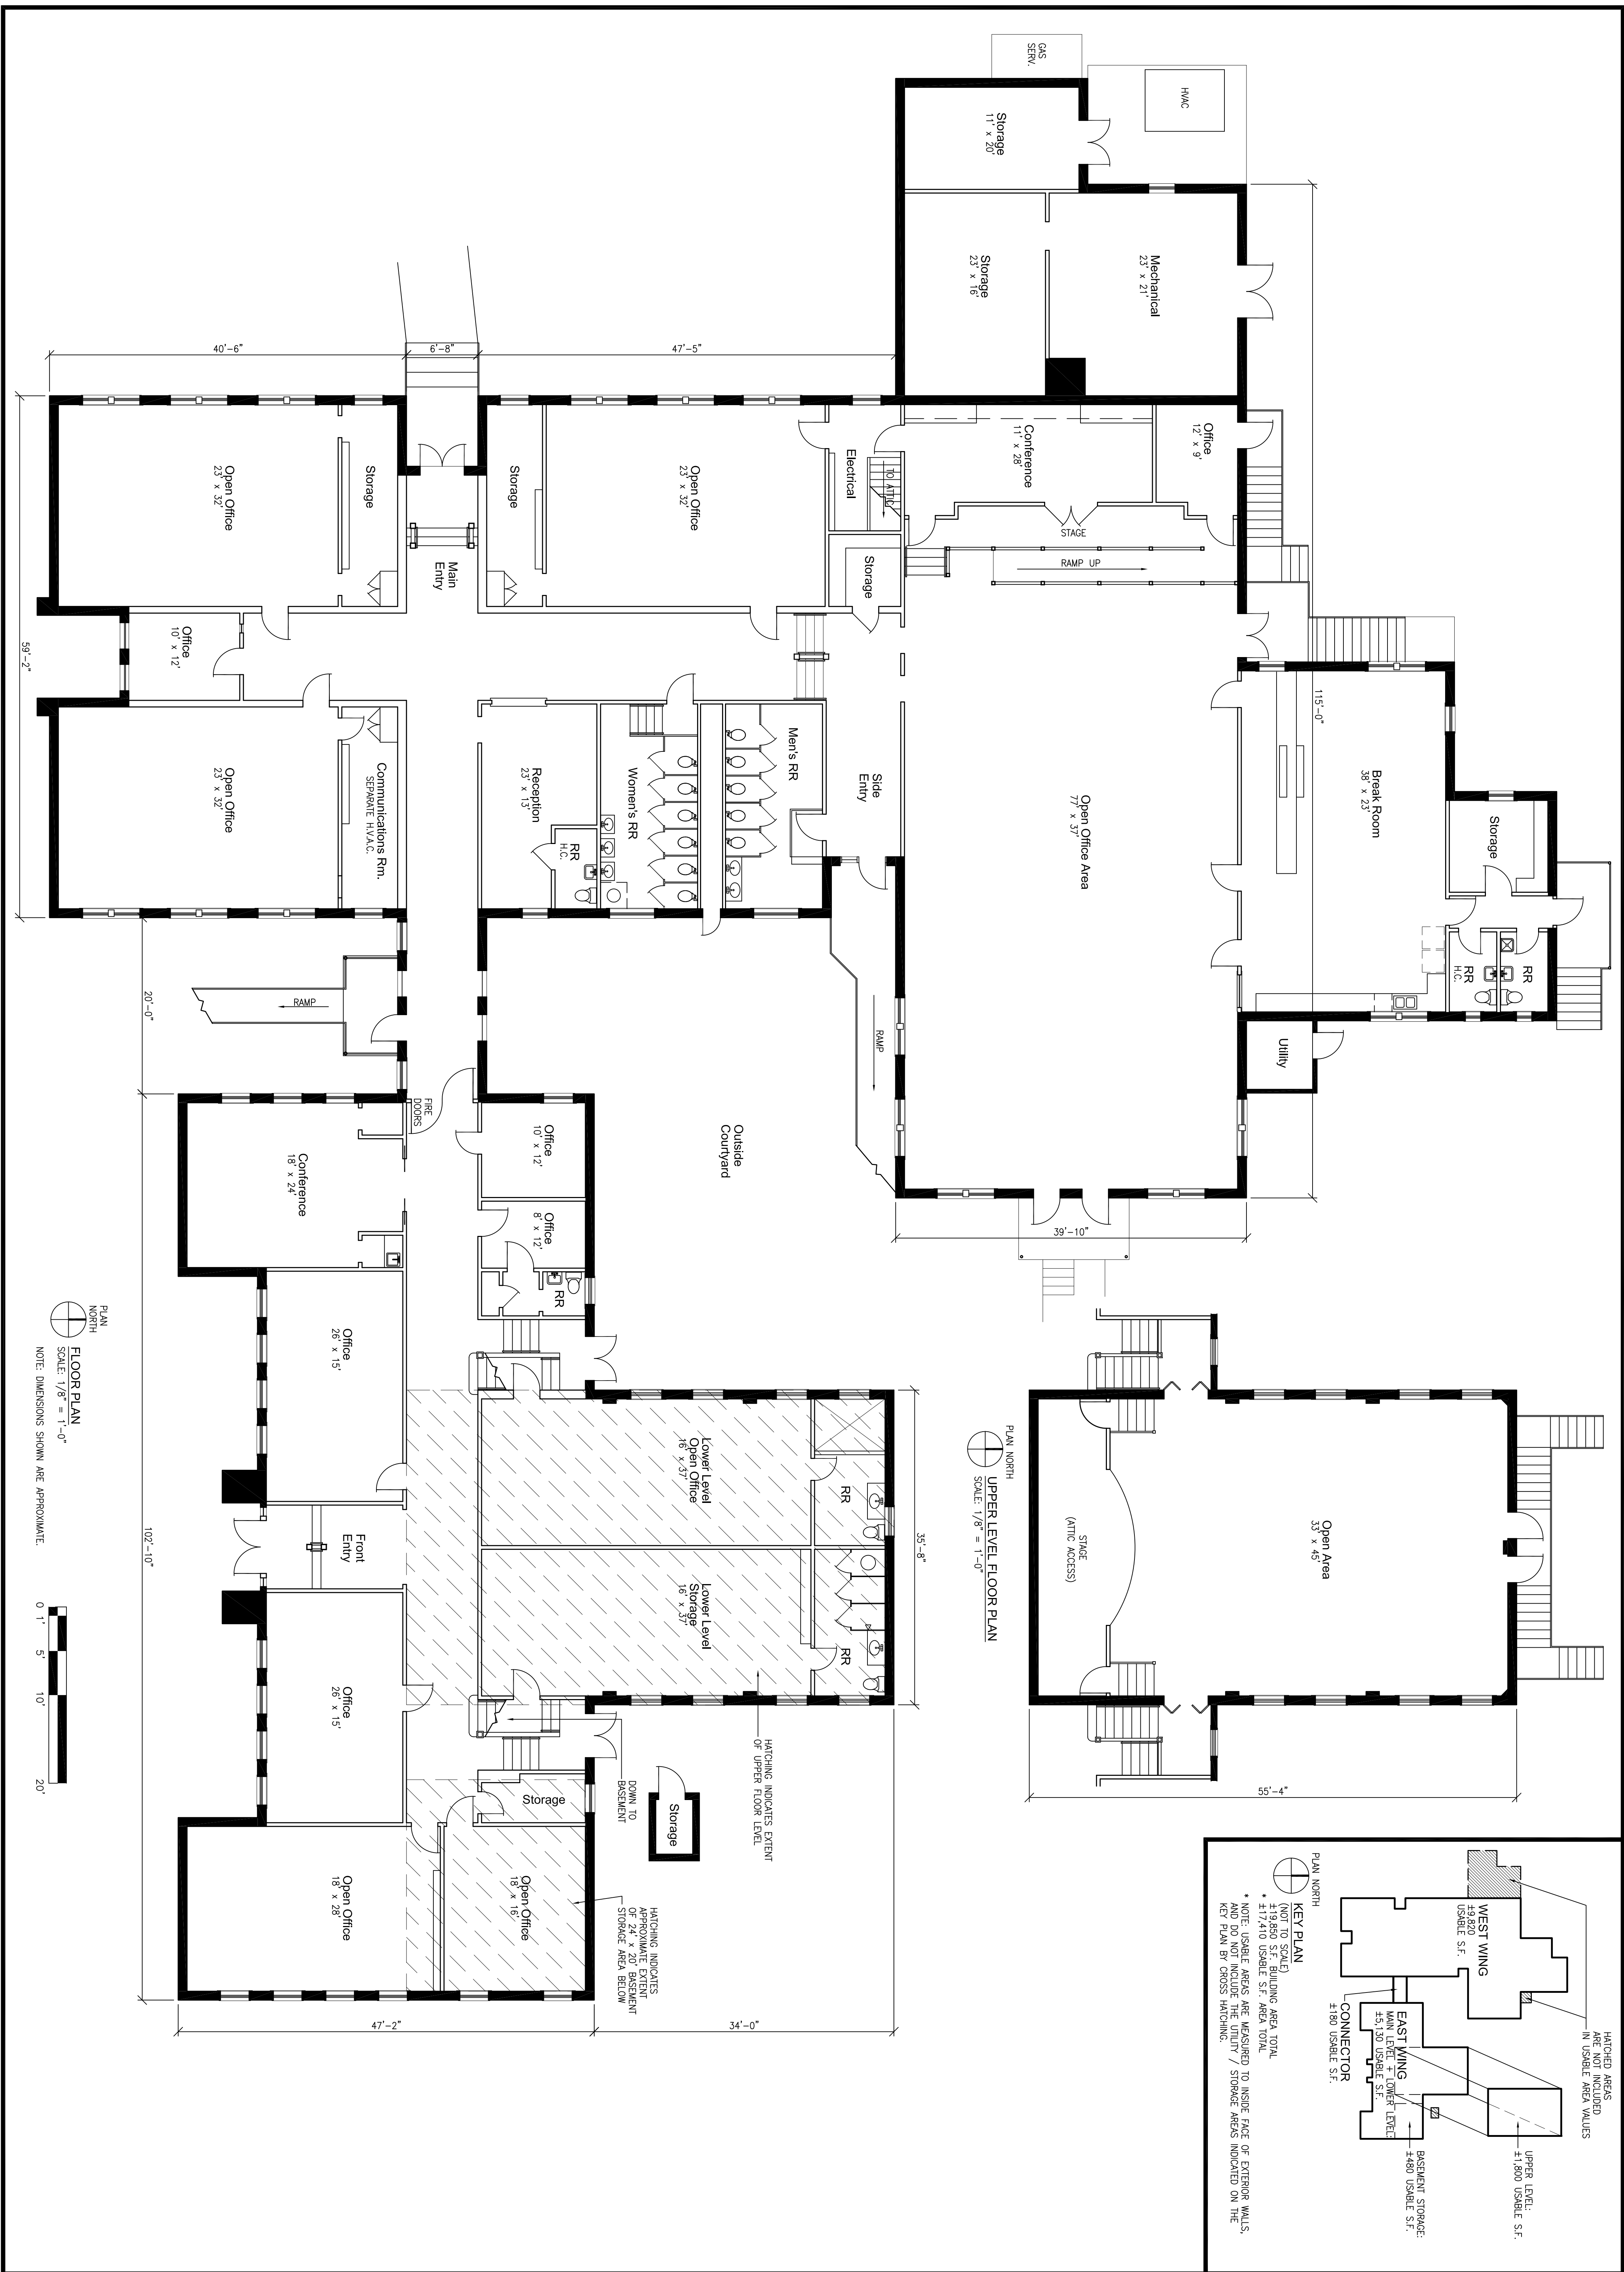 GAS
SERV.
HVAC
Storage
11' x 20'
Storage
23' x 16'
Mechanical
23' x 21'
40'-6"
6'-8"
47'-5"
115'-0"
Office
12' x 9'
Conference
11' x 28'
STAGE
RAMP UP
TO ATTIC
Electrical
Storage
Open Office
23' x 32'
Storage
Main
Entry
Storage
Open Office
23' x 32'
Office
10' x 12'
59'-2"
Open Office
23' x 32'
Communications Rm.
SEPARATE H.V.A.C.
Reception
23' x 13'
RR
H.C.
Women's RR
Men's RR
Side
Entry
Open Office Area
77' x 37'
Break Room
38' x 23'
Storage
RR
H.C.
RR
Utility
RAMP
RAMP
20'-0"
Outside
Courtyard
39'-10"
FIRE
DOORS
Office
10' x 12'
Office
8' x 12'
RR
Conference
18' x 24'
Office
26' x 15'
Front
Entry
Office
26' x 15'
102'-10"
Lower Level
Open Office
16' x 37'
RR
Lower Level
Storage
16' x 37'
RR
35'-8"
HATCHING INDICATES EXTENT
OF UPPER FLOOR LEVEL
DOWN TO
BASEMENT
Storage
Storage
Open Office
18' x 16'
Open Office
18' x 28'
HATCHING INDICATES
APPROXIMATE EXTENT
OF 24' x 20' BASEMENT
STORAGE AREA BELOW
47'-2"
34'-0"
PLAN
NORTH
FLOOR PLAN
SCALE: 1/8" = 1'-0"
NOTE: DIMENSIONS SHOWN ARE APPROXIMATE.
0 1' 5' 10' 20'
STAGE
(ATTIC ACCESS)
Open Area
33' x 45'
55'-4"
PLAN NORTH
UPPER LEVEL FLOOR PLAN
SCALE: 1/8" = 1'-0"
HATCHED AREAS
ARE NOT INCLUDED
IN USABLE AREA VALUES
WEST WING
±9,820
USABLE S.F.
UPPER LEVEL:
±1,800 USABLE S.F.
EAST WING
MAIN LEVEL + LOWER LEVEL:
±5,130 USABLE S.F.
BASEMENT STORAGE:
±480 USABLE S.F.
CONNECTOR
±180 USABLE S.F.
PLAN NORTH
KEY PLAN
(NOT TO SCALE)
±19,850 S.F. BUILDING AREA TOTAL
* ±17,410 USABLE S.F. AREA TOTAL
* NOTE: USABLE AREAS ARE MEASURED TO INSIDE FACE OF EXTERIOR WALLS,
AND DO NOT INCLUDE THE UTILITY / STORAGE AREAS INDICATED ON THE
KEY PLAN BY CROSS HATCHING.